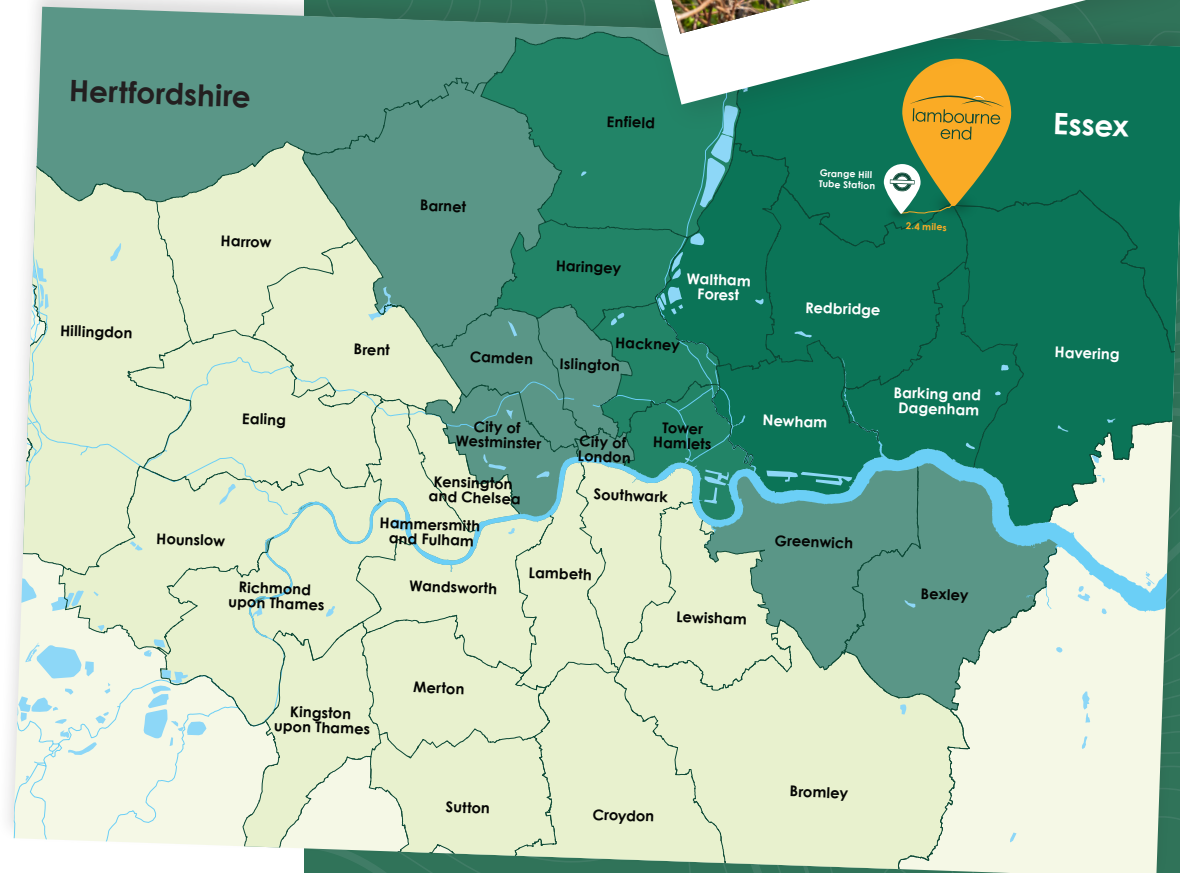 Hertfordshire
Enfield
lambourne
end
Essex
Grange Hill
Tube Station
2.4 miles
Barnet
Harrow
Haringey
Waltham
Forest
Redbridge
Hillingdon
Brent
Camden
Islington
Hackney
Havering
Barking and
Dagenham
Ealing
City of
Westminster
City of
London
Tower
Hamlets
Newham
Kensington
and Chelsea
Southwark
Hammersmith
and Fulham
Hounslow
Greenwich
Richmond
upon Thames
Wandsworth
Lambeth
Bexley
Lewisham
Merton
Kingston
upon Thames
Sutton
Croydon
Bromley